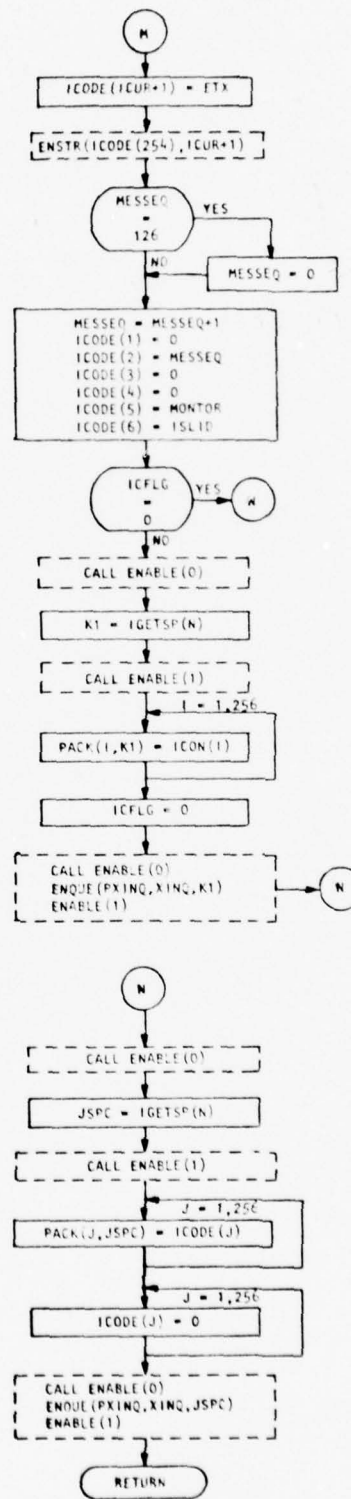 M
ICODE(ICUR+1) = ETX
ENSTR(ICODE(254),ICUR+1)
MESSEQ
=
126
YES
NO
MESSEQ = 0
MESSEQ = MESSEQ+1
ICODE(1) = 0
ICODE(2) = MESSEQ
ICODE(3) = 0
ICODE(4) = 0
ICODE(5) = MONTOR
ICODE(6) = ISLID
ICFLG
=
0
YES
NO
CALL ENABLE(0)
K1 = IGETSP(N)
CALL ENABLE(1)
I = 1,256
PACK(I,K1) = ICON(I)
ICFLG = 0
CALL ENABLE(0)
ENQUE(PXINQ,XINQ,K1)
ENABLE(1)
N
N
CALL ENABLE(0)
JSPC = IGETSP(N)
CALL ENABLE(1)
J = 1,256
PACK(J,JSPC) = ICODE(J)
J = 1,256
ICODE(J) = 0
CALL ENABLE(0)
ENQUE(PXINQ,XINQ,JSPC)
ENABLE(1)
RETURN